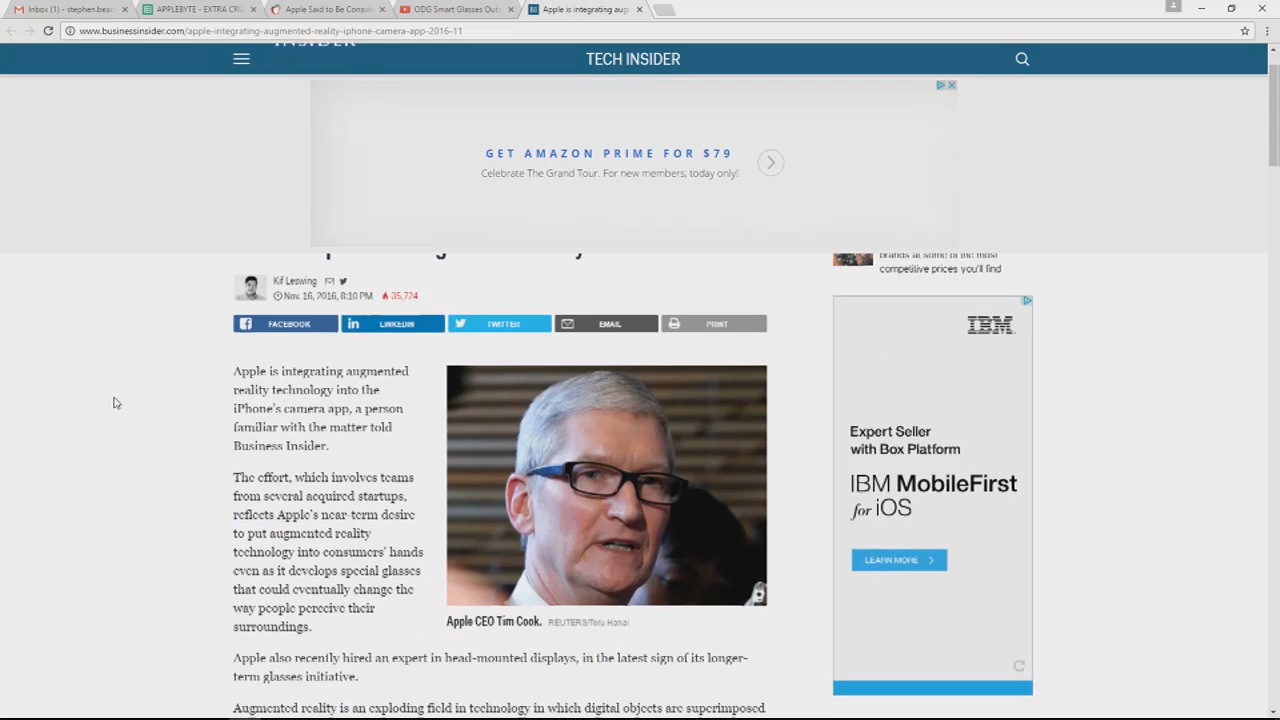 Inbox (1) - stephen.bea
APPLEBYTE - EXTRA CR
Apple Said to Be Consid
ODG Smart Glasses Out
Apple is integrating aug
www.businessinsider.com/apple-integrating-augmented-reality-iphone-camera-app-2016-11
TECH INSIDER
GET AMAZON PRIME FOR $79
Celebrate The Grand Tour. For new members, today only!
Kif Leswing
Nov. 16, 2016, 8:10 PM 35,724
FACEBOOK
LINKEDIN
TWITTER
EMAIL
PRINT
Apple is integrating augmented
reality technology into the
iPhone's camera app, a person
familiar with the matter told
Business Insider.
The effort, which involves teams
from several acquired startups,
reflects Apple's near-term desire
to put augmented reality
technology into consumers' hands
even as it develops special glasses
that could eventually change the
way people perceive their
surroundings.
Apple CEO Tim Cook. REUTERS/Toru Hanai
Apple also recently hired an expert in head-mounted displays, in the latest sign of its longer-
term glasses initiative.
Augmented reality is an exploding field in technology in which digital objects are superimposed
brands at some of the most
competitive prices you'll find
IBM
Expert Seller
with Box Platform
IBM MobileFirst
for iOS
LEARN MORE